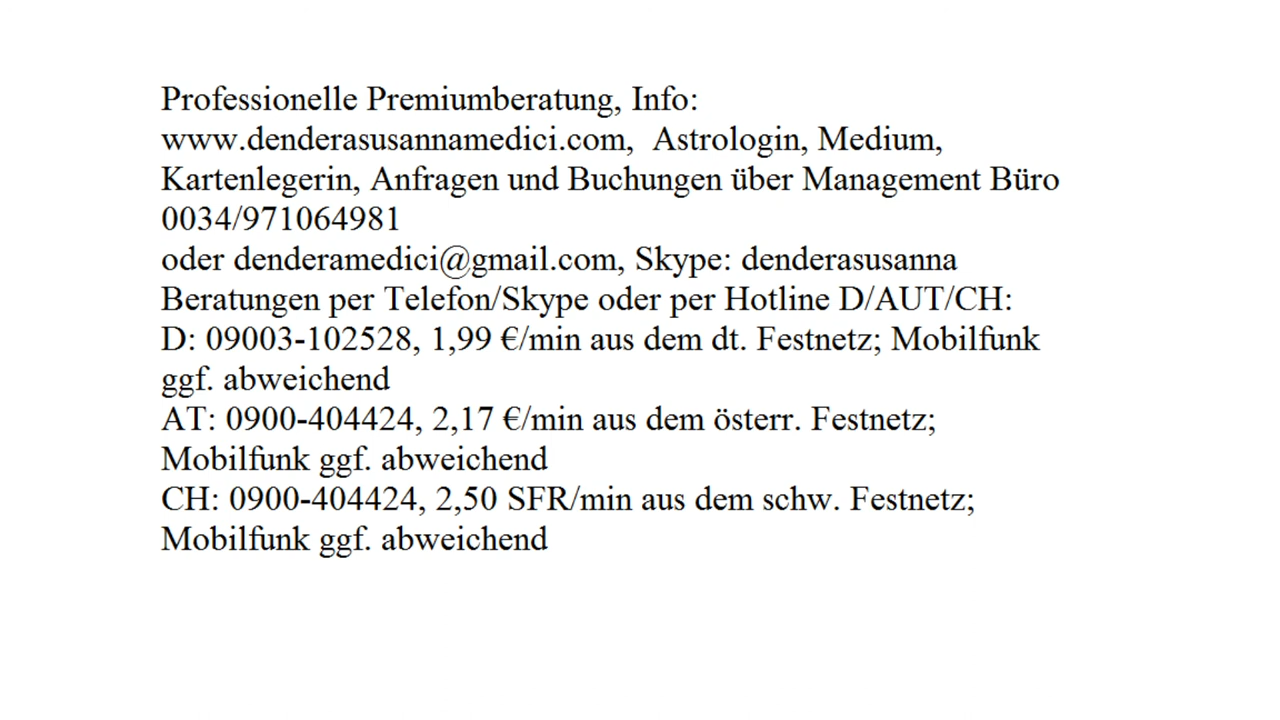 Professionelle Premiumberatung, Info:
www.denderasusannamedici.com,  Astrologin, Medium,
Kartenlegerin, Anfragen und Buchungen über Management Büro
0034/971064981
oder denderamedici@gmail.com, Skype: denderasusanna
Beratungen per Telefon/Skype oder per Hotline D/AUT/CH:
D: 09003-102528, 1,99 €/min aus dem dt. Festnetz; Mobilfunk
ggf. abweichend
AT: 0900-404424, 2,17 €/min aus dem österr. Festnetz;
Mobilfunk ggf. abweichend
CH: 0900-404424, 2,50 SFR/min aus dem schw. Festnetz;
Mobilfunk ggf. abweichend